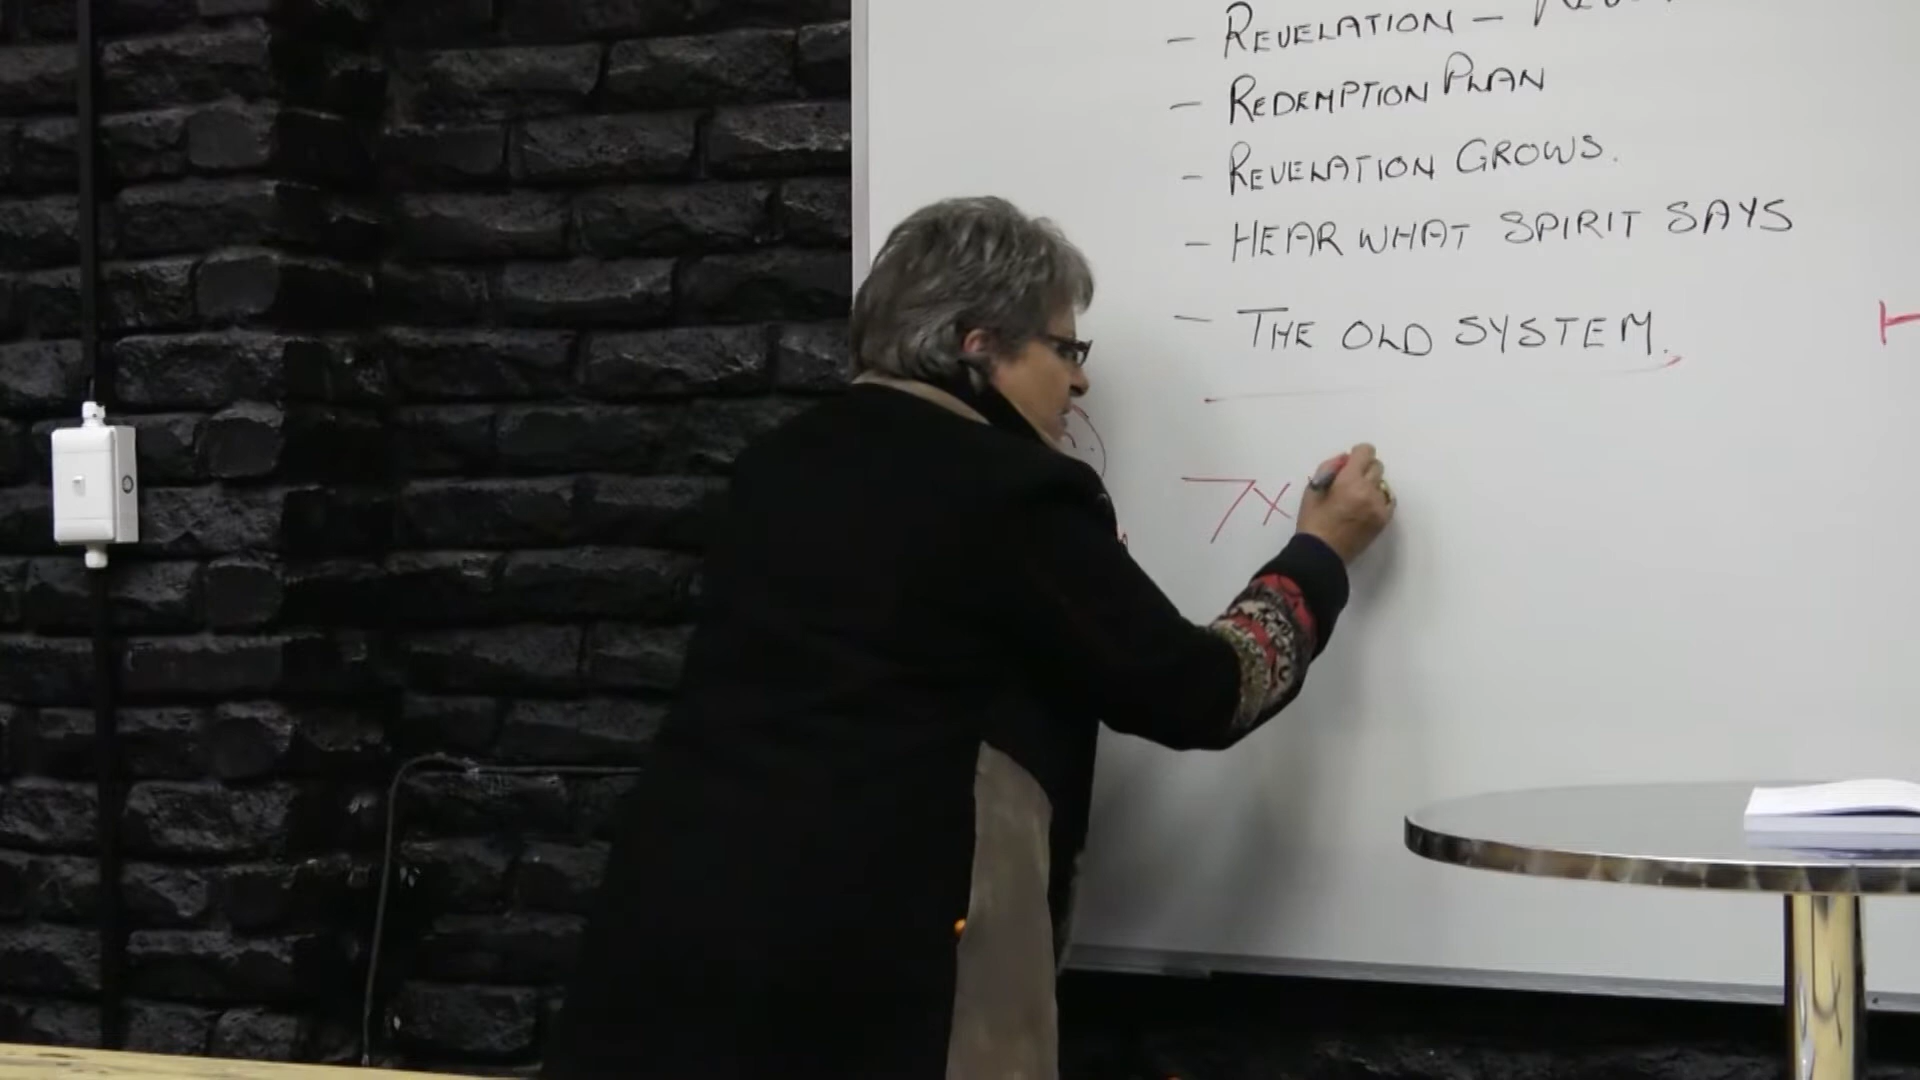 - REVELATION -
- REDEMPTION PLAN
- REVELATION GROWS.
- HEAR WHAT SPIRIT SAYS
- THE OLD SYSTEM.
7x